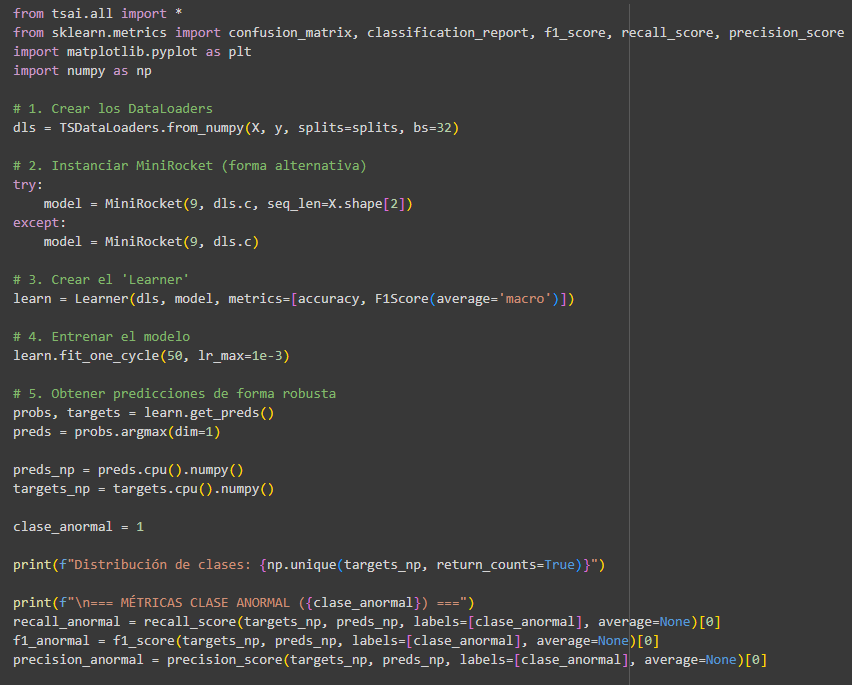 from tsai.all import *
from sklearn.metrics import confusion_matrix, classification_report, f1_score, recall_score, precision_score
import matplotlib.pyplot as plt
import numpy as np
# 1. Crear los DataLoaders
dls = TSDataLoaders.from_numpy(X, y, splits=splits, bs=32)
# 2. Instanciar MiniRocket (forma alternativa)
try:
    model = MiniRocket(9, dls.c, seq_len=X.shape[2])
except:
    model = MiniRocket(9, dls.c)
# 3. Crear el 'Learner'
learn = Learner(dls, model, metrics=[accuracy, F1Score(average='macro')])
# 4. Entrenar el modelo
learn.fit_one_cycle(50, lr_max=1e-3)
# 5. Obtener predicciones de forma robusta
probs, targets = learn.get_preds()
preds = probs.argmax(dim=1)
preds_np = preds.cpu().numpy()
targets_np = targets.cpu().numpy()
clase_anormal = 1
print(f"Distribución de clases: {np.unique(targets_np, return_counts=True)}")
print(f"\n=== MÉTRICAS CLASE ANORMAL ({clase_anormal}) ===")
recall_anormal = recall_score(targets_np, preds_np, labels=[clase_anormal], average=None)[0]
f1_anormal = f1_score(targets_np, preds_np, labels=[clase_anormal], average=None)[0]
precision_anormal = precision_score(targets_np, preds_np, labels=[clase_anormal], average=None)[0]